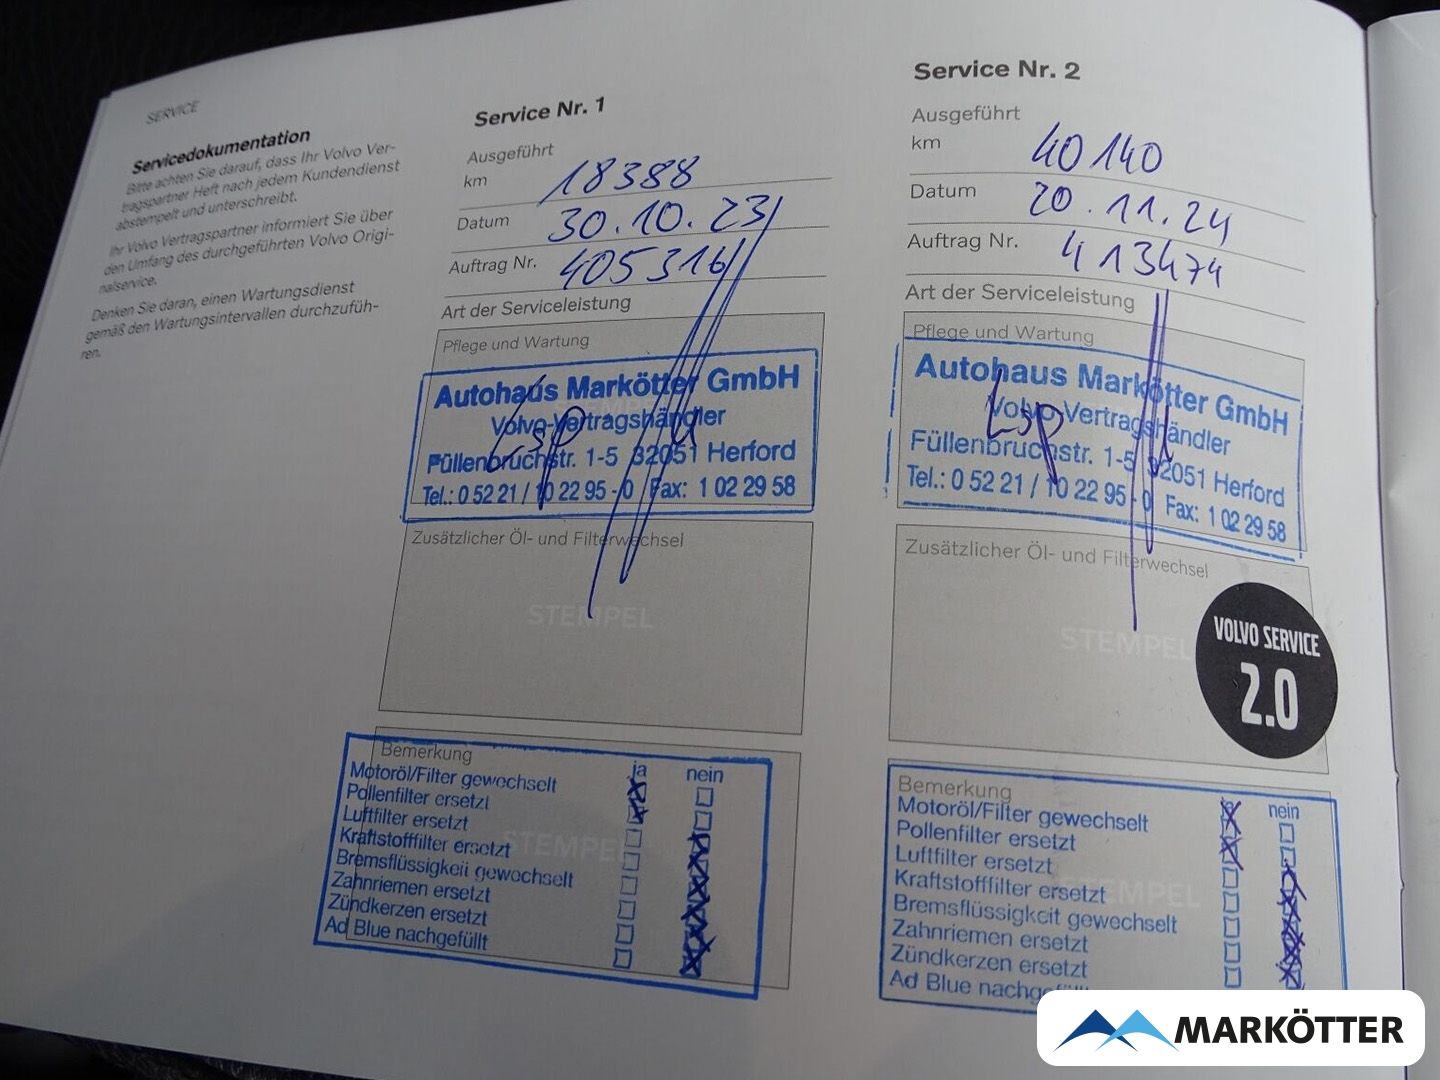 SERVICE
Servicedokumentation
Bitte achten Sie darauf, dass Ihr Volvo Ver-
tragspartner Heft nach jedem Kundendienst
abstempelt und unterschreibt.
Ihr Volvo Vertragspartner informiert Sie über
den Umfang des durchgeführten Volvo Origi-
nalservice.
Denken Sie daran, einen Wartungsdienst
gemäß den Wartungsintervallen durchzufüh-
ren.
Service Nr. 1
Ausgeführt
km 18388
Datum 30.10.23
Auftrag Nr. 405316
Art der Serviceleistung
Pflege und Wartung
Autohaus Markötter GmbH
Volvo-Vertragshändler
Füllenbruchstr. 1-5 32051 Herford
Tel.: 0 52 21 / 10 22 95 - 0 Fax: 1 02 29 58
Zusätzlicher Öl- und Filterwechsel
STEMPEL
Bemerkung
ja nein
Motoröl/Filter gewechselt
Pollenfilter ersetzt
Luftfilter ersetzt
Kraftstofffilter ersetzt
STEMPEL
Bremsflüssigkeit gewechselt
Zahnriemen ersetzt
Zündkerzen ersetzt
Ad Blue nachgefüllt
Service Nr. 2
Ausgeführt
km 40140
Datum 20.11.24
Auftrag Nr. 413474
Art der Serviceleistung
Pflege und Wartung
Autohaus Markötter GmbH
Volvo-Vertragshändler
Füllenbruchstr. 1-5 32051 Herford
Tel.: 0 52 21 / 10 22 95 - 0 Fax: 1 02 29 58
Zusätzlicher Öl- und Filterwechsel
STEMPEL
VOLVO SERVICE
2.0
Bemerkung
nein
Motoröl/Filter gewechselt
Pollenfilter ersetzt
Luftfilter ersetzt
Kraftstofffilter ersetzt
STEMPEL
Bremsflüssigkeit gewechselt
Zahnriemen ersetzt
Zündkerzen ersetzt
Ad Blue nachge
MARKÖTTER